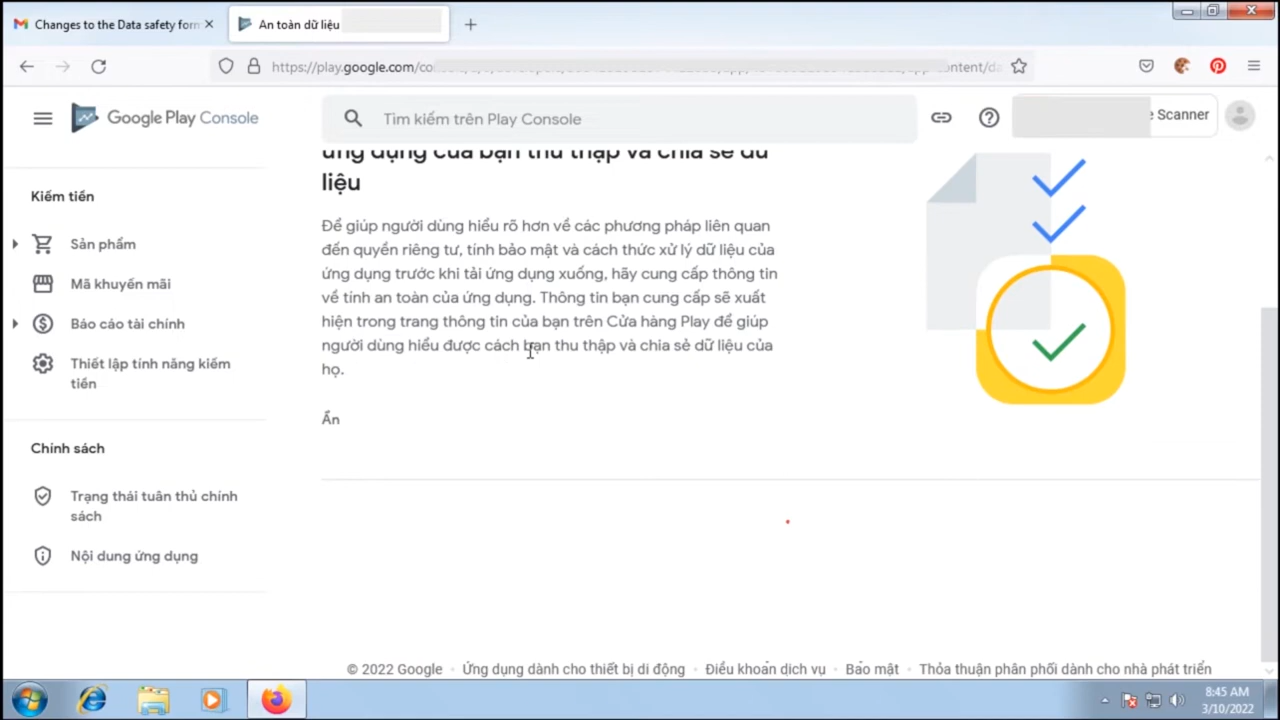 Changes to the Data safety form
An toàn dữ liệu
https://play.google.com/co
Google Play Console
Tìm kiếm trên Play Console
Scanner
Kiếm tiền
Sản phẩm
Mã khuyến mãi
Báo cáo tài chính
Thiết lập tính năng kiếm
tiền
Chính sách
Trạng thái tuân thủ chính
sách
Nội dung ứng dụng
ứng dụng của bạn thu thập và chia sẻ dữ
liệu
Để giúp người dùng hiểu rõ hơn về các phương pháp liên quan
đến quyền riêng tư, tính bảo mật và cách thức xử lý dữ liệu của
ứng dụng trước khi tải ứng dụng xuống, hãy cung cấp thông tin
về tính an toàn của ứng dụng. Thông tin bạn cung cấp sẽ xuất
hiện trong trang thông tin của bạn trên Cửa hàng Play để giúp
người dùng hiểu được cách bạn thu thập và chia sẻ dữ liệu của
họ.
Ẩn
© 2022 Google · Ứng dụng dành cho thiết bị di động · Điều khoản dịch vụ · Bảo mật · Thỏa thuận phân phối dành cho nhà phát triển
8:45 AM
3/10/2022